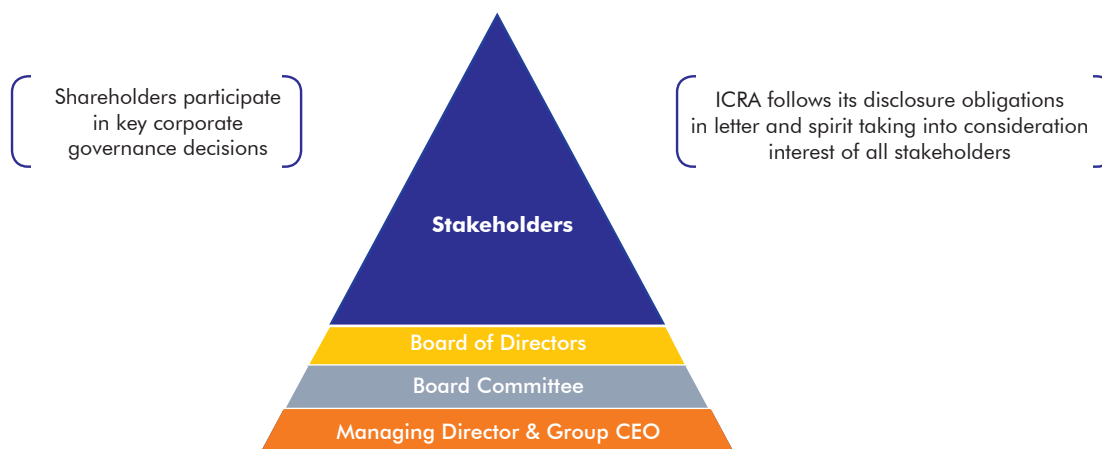 Shareholders participate
in key corporate
governance decisions
ICRA follows its disclosure obligations
in letter and spirit taking into consideration
interest of all stakeholders
Stakeholders
Board of Directors
Board Committee
Managing Director & Group CEO